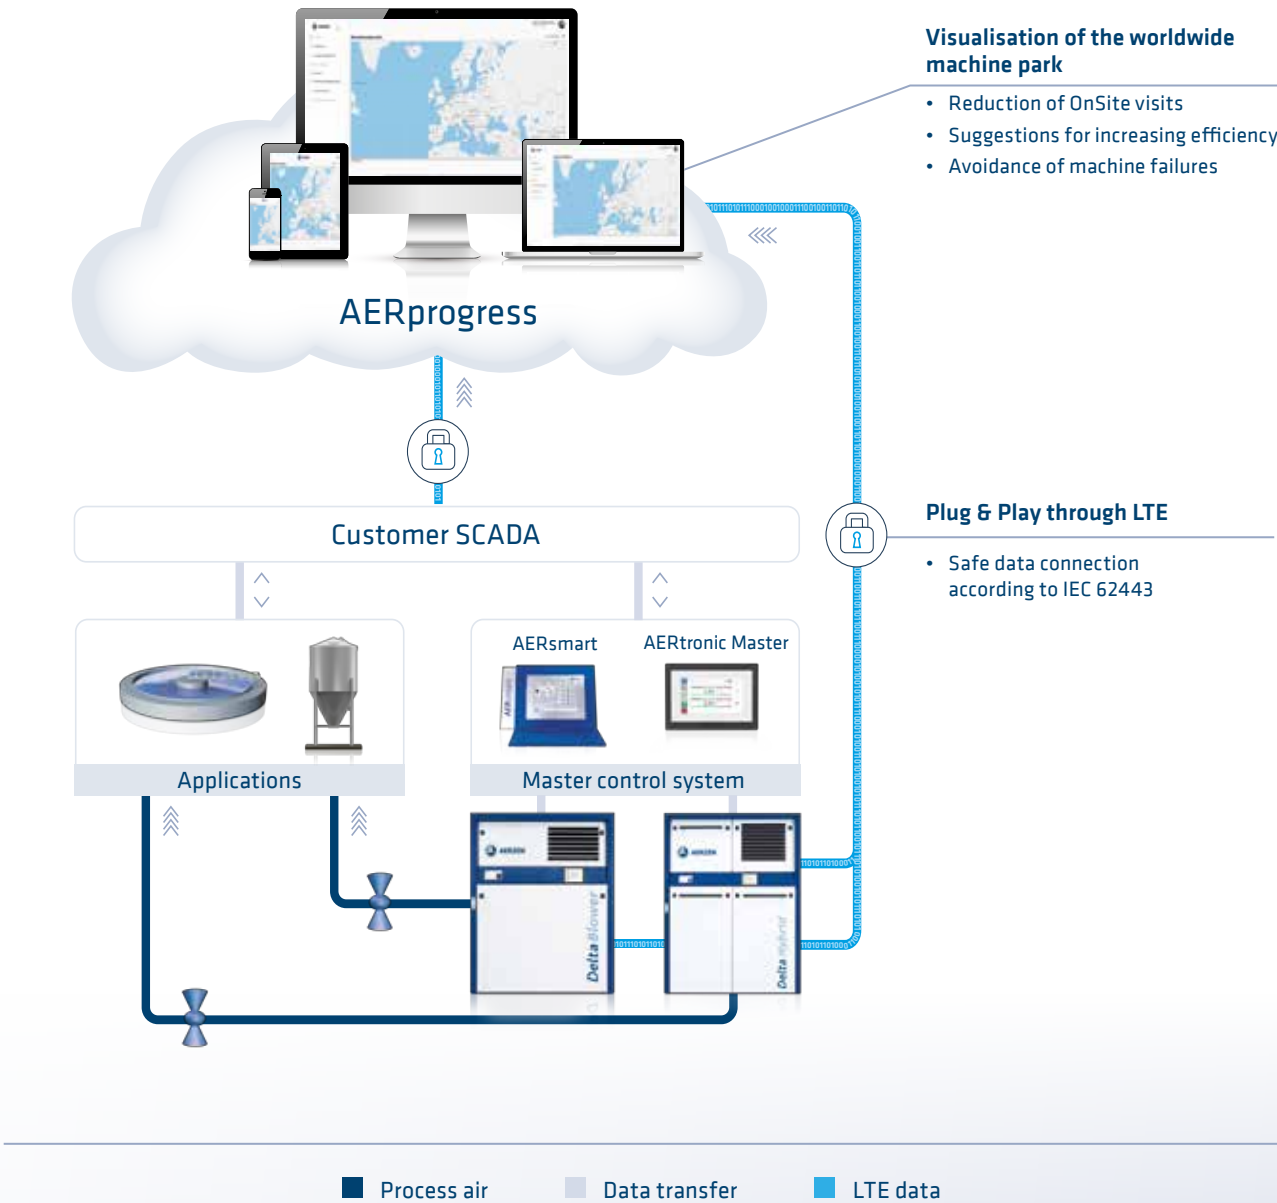 Visualisation of the worldwide
machine park
• Reduction of OnSite visits
• Suggestions for increasing efficiency
• Avoidance of machine failures
AERprogress
Customer SCADA
Plug & Play through LTE
• Safe data connection
according to IEC 62443
AERsmart
AERtronic Master
Applications
Master control system
AERZEN
AERZEN
Delta Blower
Delta Hybrid
Process air
Data transfer
LTE data